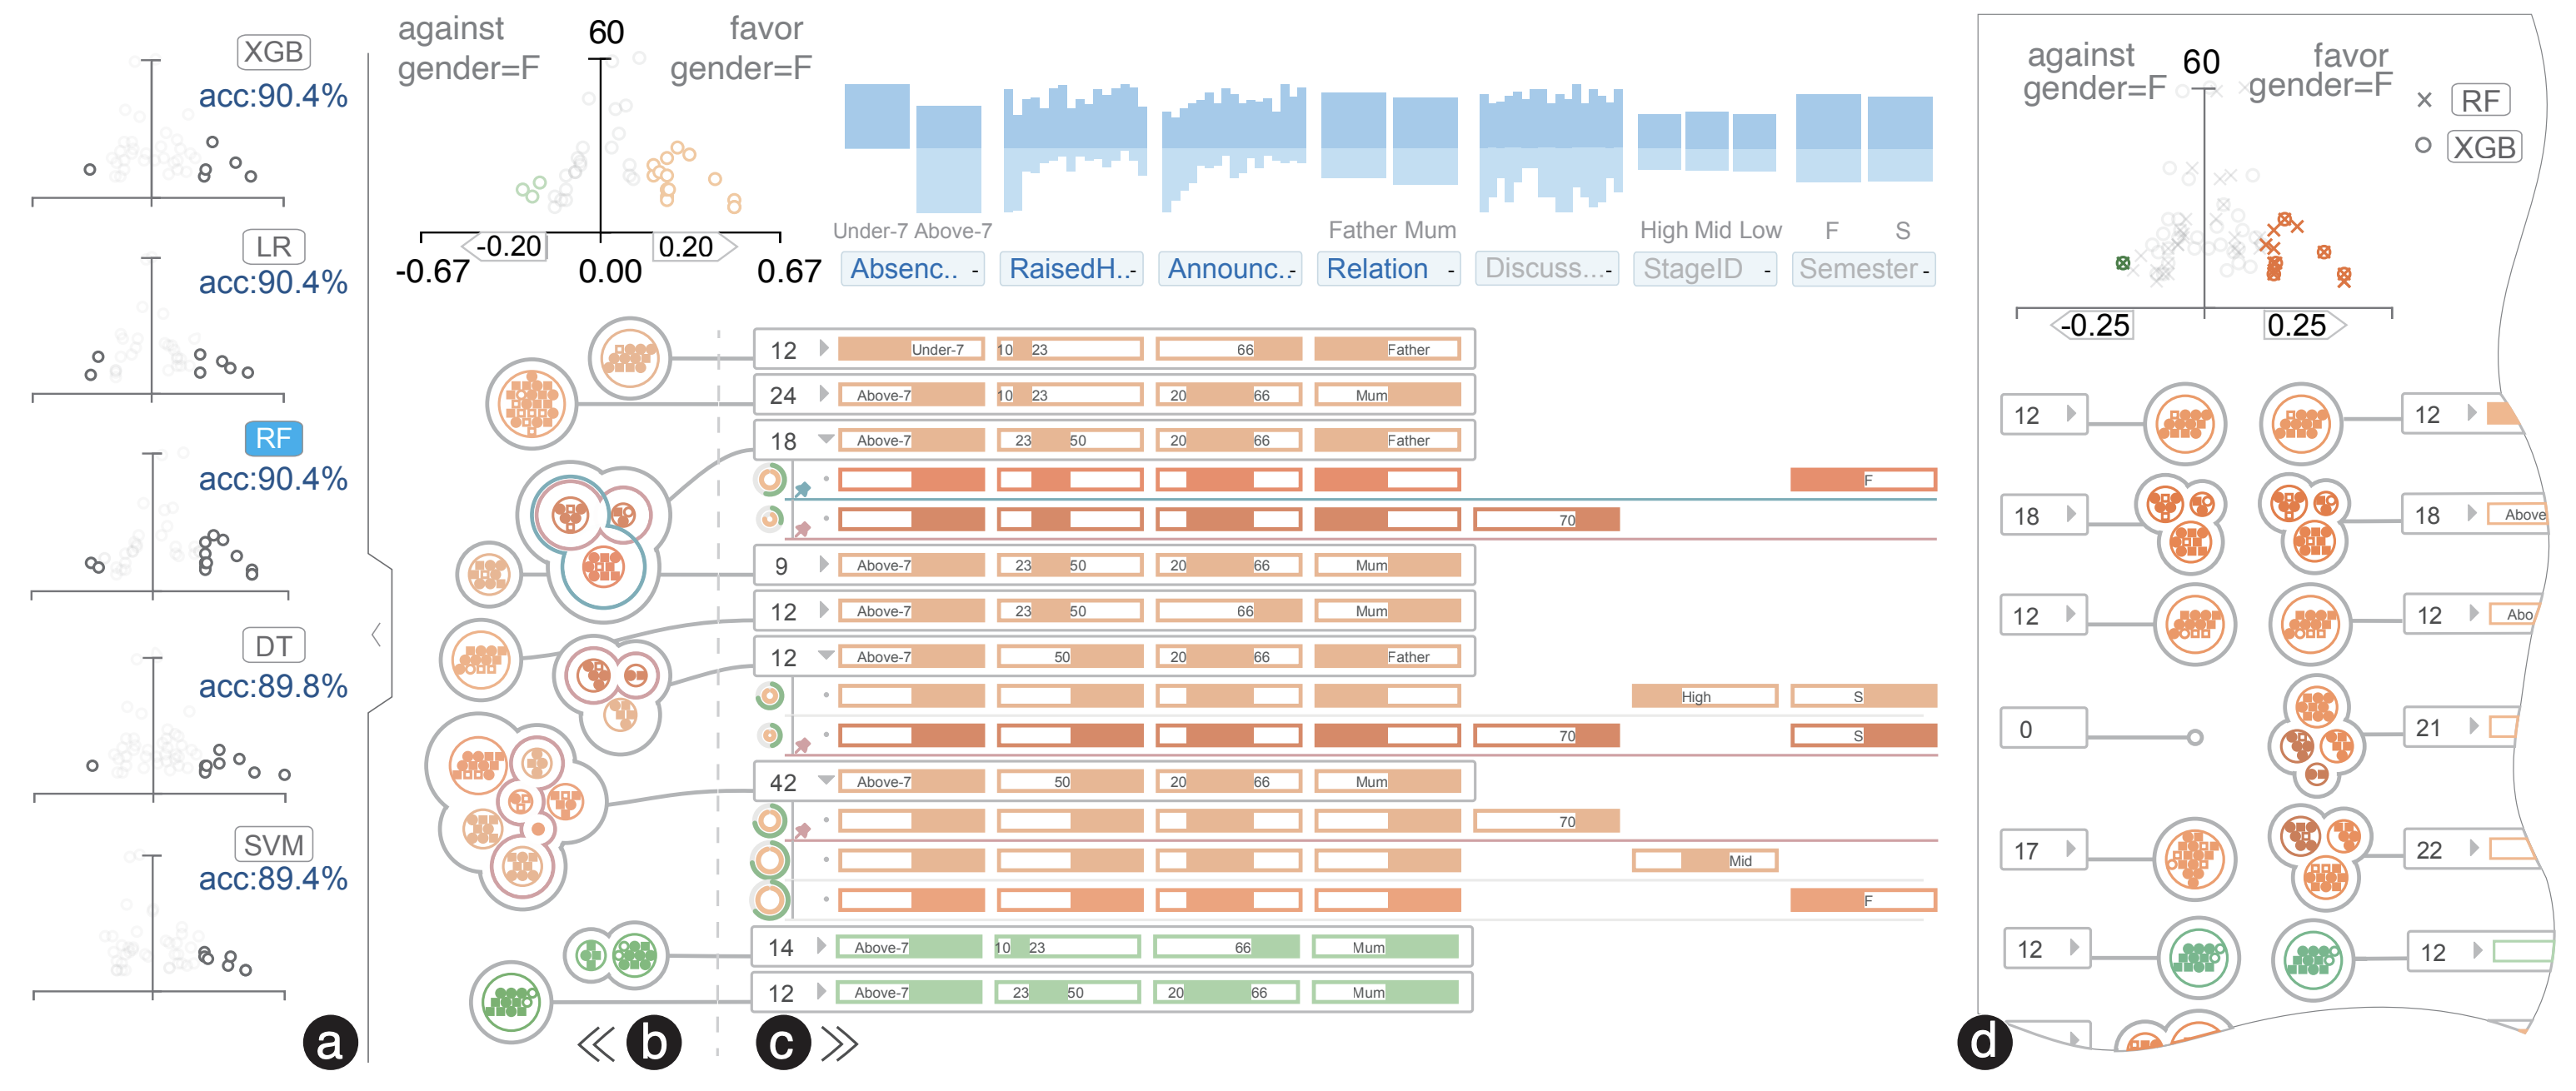 XGB
acc:90.4%
LR
acc:90.4%
RF
acc:90.4%
DT
acc:89.8%
SVM
acc:89.4%
a
against
gender=F
60
favor
gender=F
-0.20
0.20
-0.67
0.00
0.67
Under-7 Above-7
Father Mum
High Mid Low
F
S
Absenc.. -
RaisedH.. -
Announc.. -
Relation -
Discuss... -
StageID -
Semester -
12 Under-7 10 23 66 Father
24 Above-7 10 23 20 66 Mum
18 Above-7 23 50 20 66 Father
F
70
9 Above-7 23 50 20 66 Mum
12 Above-7 23 50 66 Mum
12 Above-7 50 20 66 Father
High S
70 S
42 Above-7 50 20 66 Mum
70
Mid
F
14 Above-7 10 23 66 Mum
12 Above-7 23 50 20 66 Mum
b
c
against
gender=F
60
favor
gender=F
× RF
XGB
-0.25
0.25
12 12
18 18 Above
12 12 Abo
0 21
17 22
12 12
d